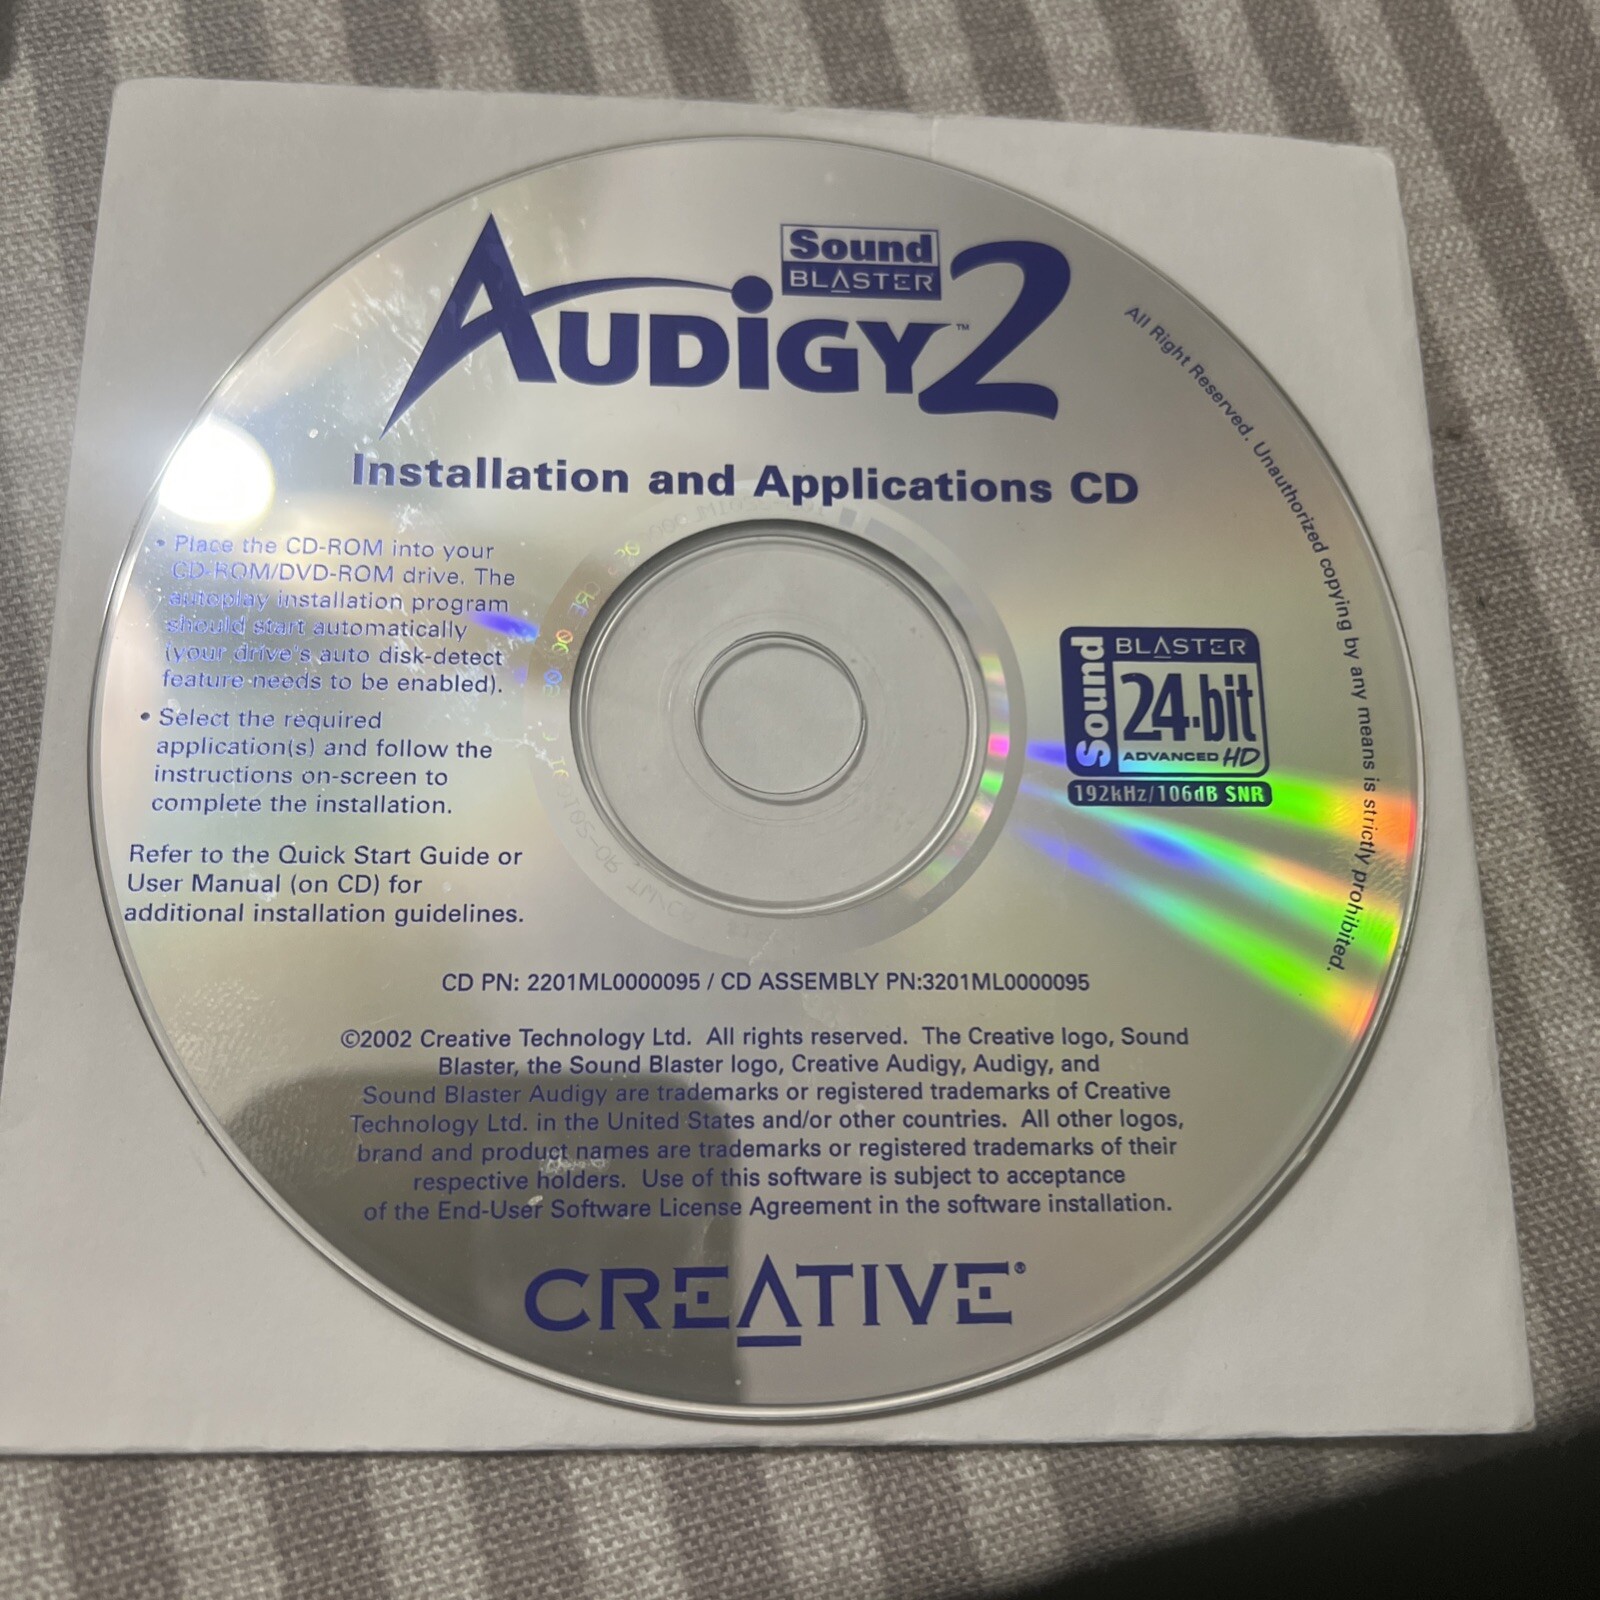 Sound
BLASTER
AUDIGY™2
Installation and Applications CD
• Place the CD-ROM into your
CD-ROM/DVD-ROM drive. The
autoplay installation program
should start automatically
(your drive's auto disk-detect
feature needs to be enabled).
• Select the required
application(s) and follow the
instructions on-screen to
complete the installation.
Refer to the Quick Start Guide or
User Manual (on CD) for
additional installation guidelines.
Sound BLASTER
24-bit
ADVANCED HD
192kHz/106dB SNR
All Right Reserved. Unauthorized copying by any means is strictly prohibited.
CD PN: 2201ML0000095 / CD ASSEMBLY PN:3201ML0000095
©2002 Creative Technology Ltd. All rights reserved. The Creative logo, Sound
Blaster, the Sound Blaster logo, Creative Audigy, Audigy, and
Sound Blaster Audigy are trademarks or registered trademarks of Creative
Technology Ltd. in the United States and/or other countries. All other logos,
brand and product names are trademarks or registered trademarks of their
respective holders. Use of this software is subject to acceptance
of the End-User Software License Agreement in the software installation.
CREATIVE®